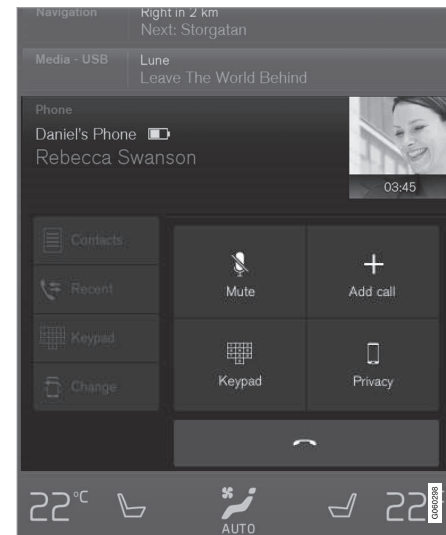 Navigation
Right in 2 km
Next: Storgatan
Media - USB
Lune
Leave The World Behind
Phone
Daniel's Phone
Rebecca Swanson
03:45
Contacts
Recent
Keypad
Change
Mute
Add call
Keypad
Privacy
22°C
AUTO
22
G060298